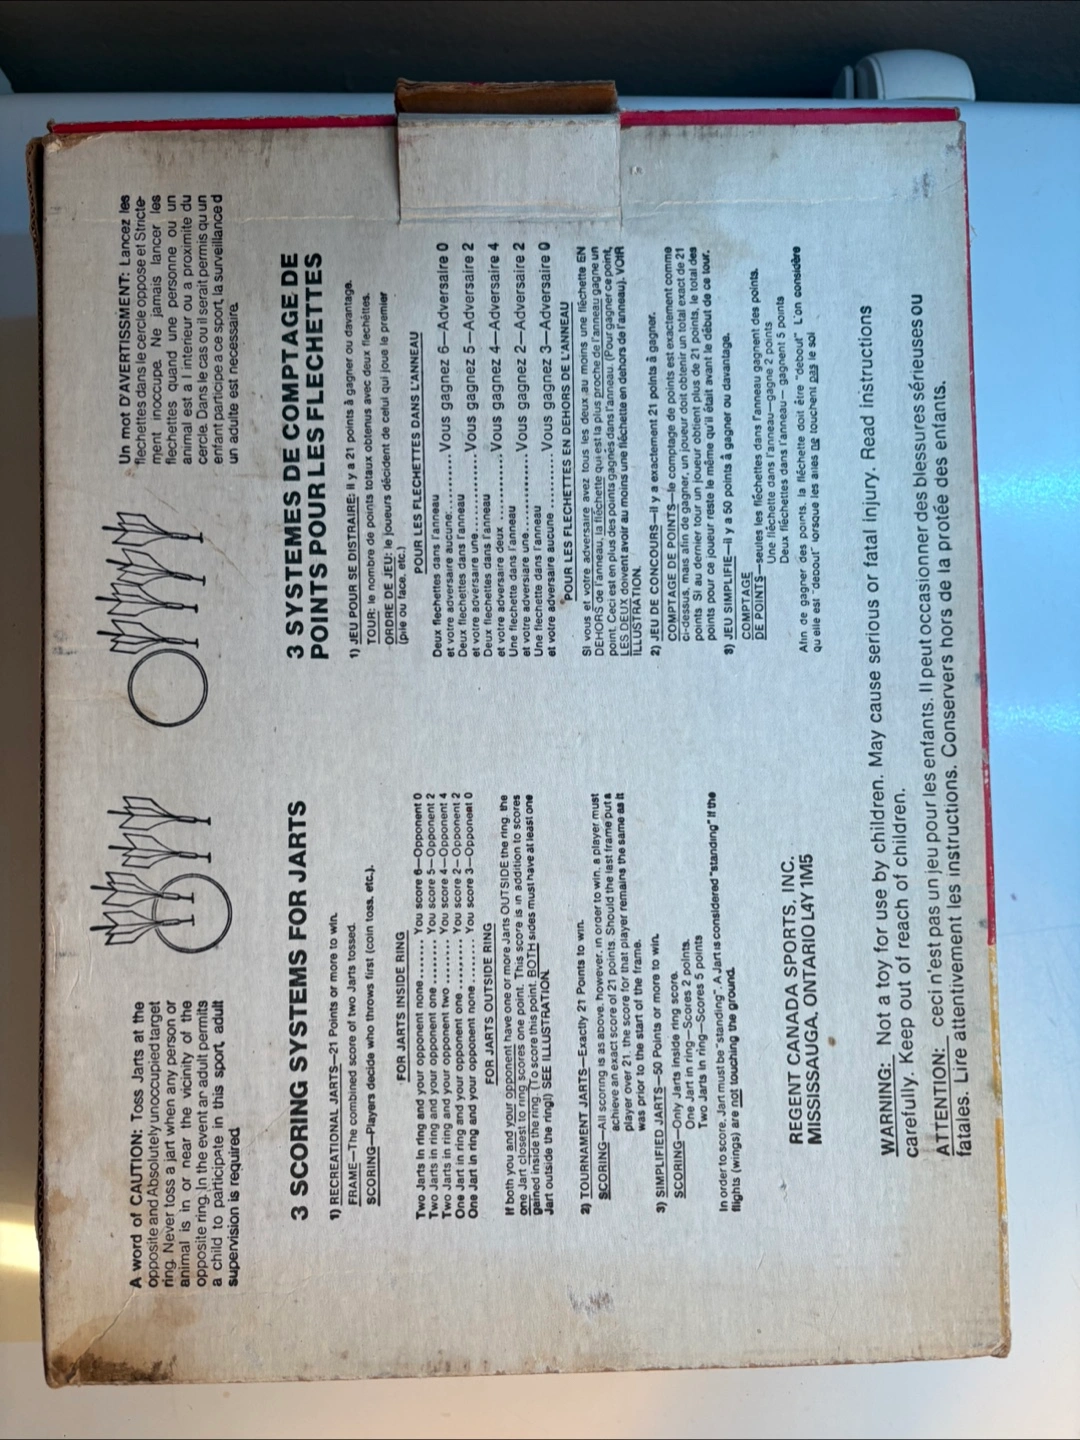 A word of CAUTION: Toss Jarts at the
opposite and Absolutely unoccupied target
ring. Never toss a jart when any person or
animal is in or near the vicinity of the
opposite ring. In the event an adult permits
a child to participate in this sport, adult
supervision is required.
Un mot D'AVERTISSMENT: Lancez les
flechettes dans le cercle oppose et Stricte-
ment inoccupe. Ne jamais lancer les
flechettes quand une personne ou un
animal est a l interieur ou a proximite du
cercle. Dans le cas ou il serait permis qu un
enfant participe a ce sport, la surveillance d
un adulte est necessaire.
3 SCORING SYSTEMS FOR JARTS
1) RECREATIONAL JARTS—21 Points or more to win.
FRAME—The combined score of two Jarts tossed.
SCORING—Players decide who throws first (coin toss, etc.).
FOR JARTS INSIDE RING
Two Jarts in ring and your opponent none........ You score 6—Opponent 0
Two Jarts in ring and your opponent one ........ You score 5—Opponent 2
Two Jarts in ring and your opponent two ........ You score 4—Opponent 4
One Jart in ring and your opponent one ........ You score 2—Opponent 2
One Jart in ring and your opponent none ....... You score 3—Opponent 0
FOR JARTS OUTSIDE RING
If both you and your opponent have one or more Jarts OUTSIDE the ring, the
one Jart closest to ring scores one point. This score is in addition to scores
gained inside the ring. (To score this point, BOTH sides must have at least one
Jart outside the ring!) SEE ILLUSTRATION.
2) TOURNAMENT JARTS—Exactly 21 Points to win.
SCORING—All scoring is as above, however, in order to win, a player must
achieve an exact score of 21 points. Should the last frame put a
player over 21, the score for that player remains the same as it
was prior to the start of the frame.
3) SIMPLIFIED JARTS—50 Points or more to win.
SCORING—Only Jarts inside ring score.
One Jart in ring—Scores 2 points.
Two Jarts in ring—Scores 5 points
In order to score, Jart must be "standing". A Jart is considered "standing" if the
flights (wings) are not touching the ground.
REGENT CANADA SPORTS, INC.
MISSISSAUGA, ONTARIO L4Y 1M5
3 SYSTEMES DE COMPTAGE DE
POINTS POUR LES FLECHETTES
1) JEU POUR SE DISTRAIRE: il y a 21 points à gagner ou davantage.
TOUR: le nombre de points totaux obtenus avec deux flechéttes.
ORDRE DE JEU: le joueurs décident de celui qui joue le premier
(pile ou face, etc.)
POUR LES FLECHETTES DANS L'ANNEAU
Deux flechettes dans l'anneau
et votre adversaire aucune.......... Vous gagnez 6—Adversaire 0
Deux flechettes dans l'anneau
et votre adversaire une............ Vous gagnez 5—Adversaire 2
Deux flechettes dans l'anneau
et votre adversaire deux ........... Vous gagnez 4—Adversaire 4
Une flechette dans l'anneau
et votre adversiare une............ Vous gagnez 2—Adversaire 2
Une flechette dans l'anneau
et votre adversaire aucune ......... Vous gagnez 3—Adversaire 0
POUR LES FLECHETTES EN DEHORS DE L'ANNEAU
Si vous et votre adversaire avez tous les deux au moins une flèchette EN
DEHORS de l'anneau, la fléchette qui est la plus proche de l'anneau gagne un
point. Ceci est en plus des points gagnés dans l'anneau. (Pour gagner ce point,
LES DEUX doivent avoir au moins une flêchette en dehors de l'anneau). VOIR
ILLUSTRATION.
2) JEU DE CONCOURS—il y a exactement 21 points à gagner.
COMPTAGE DE POINTS—le comptage de points est exactement comme
ci-dessus, mais afin de gagner, un joueur doit obtenir un total exact de 21
points. Si au dernier tour un joueur obtient plus de 21 points, le total des
points pour ce joueur reste le même qu'il était avant le début de ce tour.
3) JEU SIMPLIFIE—il y a 50 points à gagner ou davantage.
COMPTAGE
DE POINTS—seules les fléchettes dans l'anneau gagnent des points.
Une fléchette dans l'anneau—gagne 2 points
Deux fléchettes dans l'anneau— gagnent 5 points
Afin de gagner des points, la fléchette doit être "debout" L'on considère
qu elle est "debout" lorsque les ailes ne touchent pas le sol
WARNING: Not a toy for use by children. May cause serious or fatal injury. Read instructions
carefully. Keep out of reach of children.
ATTENTION: ceci n'est pas un jeu pour les enfants. Il peut occasionner des blessures sérieuses ou
fatales. Lire attentivement les instructions. Conservers hors de la protée des enfants.